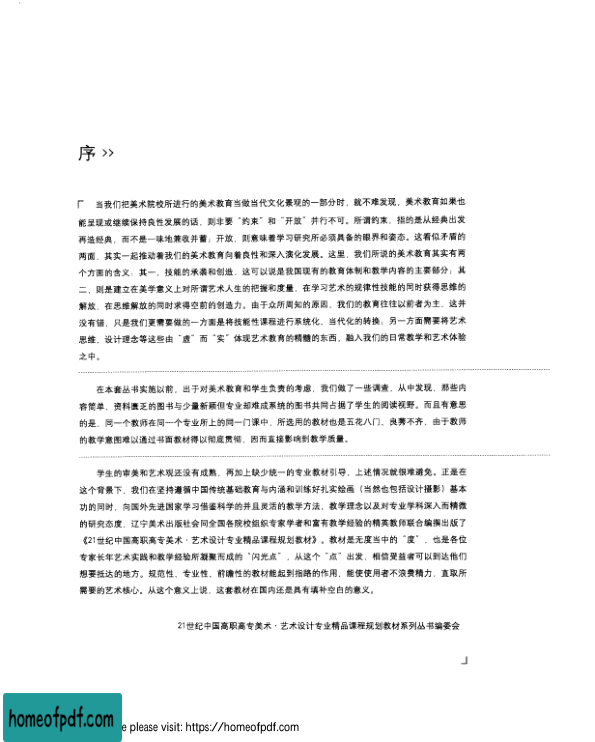 序 >>
当我们把美术院校所进行的美术教育当做当代文化景观的一部分时，就不难发现，美术教育如果也
能呈现或继续保持良性发展的话，则非要“约束”和“开放”并行不可。所谓约束，指的是从经典出发
再造经典，而不是一味地兼收并蓄；开放，则意味着学习研究所必须具备的眼界和姿态。这看似矛盾的
两面，其实一起推动着我们的美术教育向着良性和深入演化发展。这里，我们所说的美术教育其实有两
个方面的含义：其一，技能的承袭和创造，这可以说是我国现有的教育体制和教学内容的主要部分；其
二，则是建立在美学意义上对所谓艺术人生的把握和度量，在学习艺术的规律性技能的同时获得思维的
解放，在思维解放的同时求得空前的创造力。由于众所周知的原因，我们的教育往往以前者为主，这并
没有错，只是我们更需要做的一方面是将技能性课程进行系统化、当代化的转换；另一方面需要将艺术
思维、设计理念等这些由“虚”而“实”体现艺术教育的精髓的东西，融入我们的日常教学和艺术体验
之中。
在本套丛书实施以前，出于对美术教育和学生负责的考虑，我们做了一些调查，从中发现，那些内
容简单、资料匮乏的图书与少量新颖但专业却难成系统的图书共同占据了学生的阅读视野。而且有意思
的是，同一个教师在同一个专业所上的同一门课中，所选用的教材也是五花八门、良莠不齐，由于教师
的教学意图难以通过书面教材得以彻底贯彻，因而直接影响到教学质量。
学生的审美和艺术观还没有成熟，再加上缺少统一的专业教材引导，上述情况就很难避免。正是在
这个背景下，我们在坚持遵循中国传统基础教育与内涵和训练好扎实绘画（当然也包括设计摄影）基本
功的同时，向国外先进国家学习借鉴科学的并且灵活的教学方法、教学理念以及对专业学科深入而精微
的研究态度，辽宁美术出版社会同全国各院校组织专家学者和富有教学经验的精英教师联合编撰出版了
《21世纪中国高职高专美术·艺术设计专业精品课程规划教材》。教材是无度当中的“度”，也是各位
专家长年艺术实践和教学经验所凝聚而成的“闪光点”，从这个“点”出发，相信受益者可以到达他们
想要抵达的地方。规范性、专业性、前瞻性的教材能起到指路的作用，能使使用者不浪费精力，直取所
需要的艺术核心。从这个意义上说，这套教材在国内还是具有填补空白的意义。
21世纪中国高职高专美术·艺术设计专业精品课程规划教材系列丛书编委会
homeofpdf.com
e please visit: https://homeofpdf.com